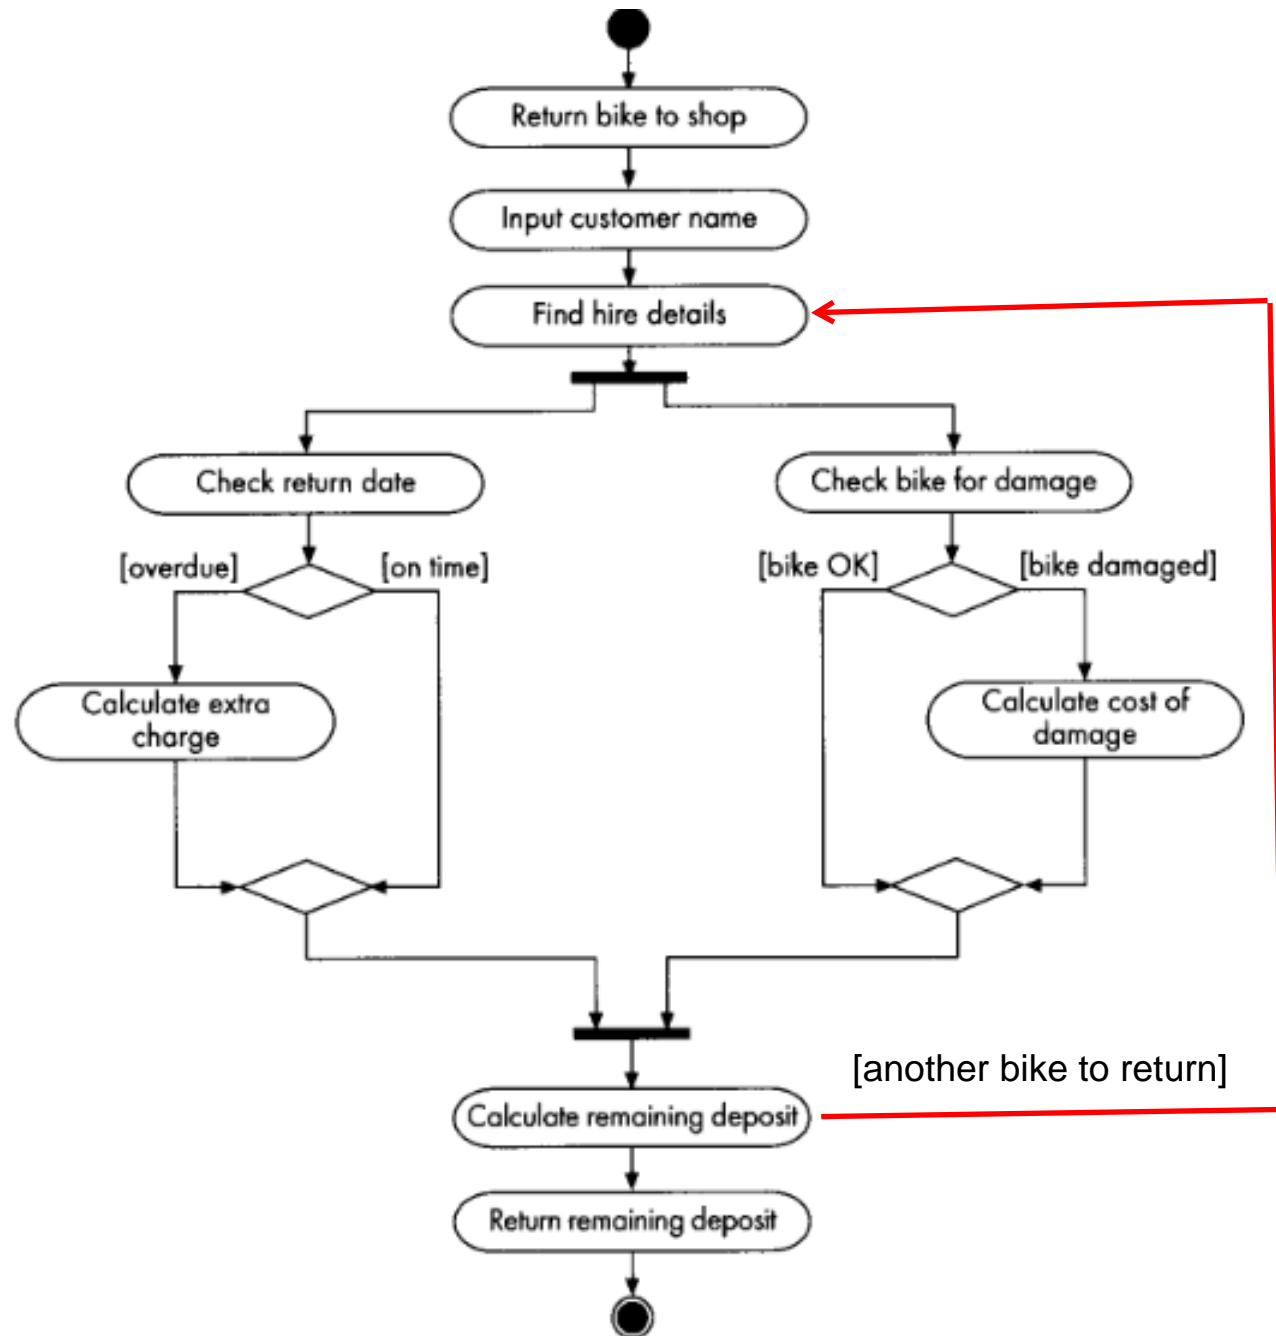 Return bike to shop
Input customer name
Find hire details
Check return date
Check bike for damage
[overdue]
[on time]
[bike OK]
[bike damaged]
Calculate extra
charge
Calculate cost of
damage
[another bike to return]
Calculate remaining deposit
Return remaining deposit